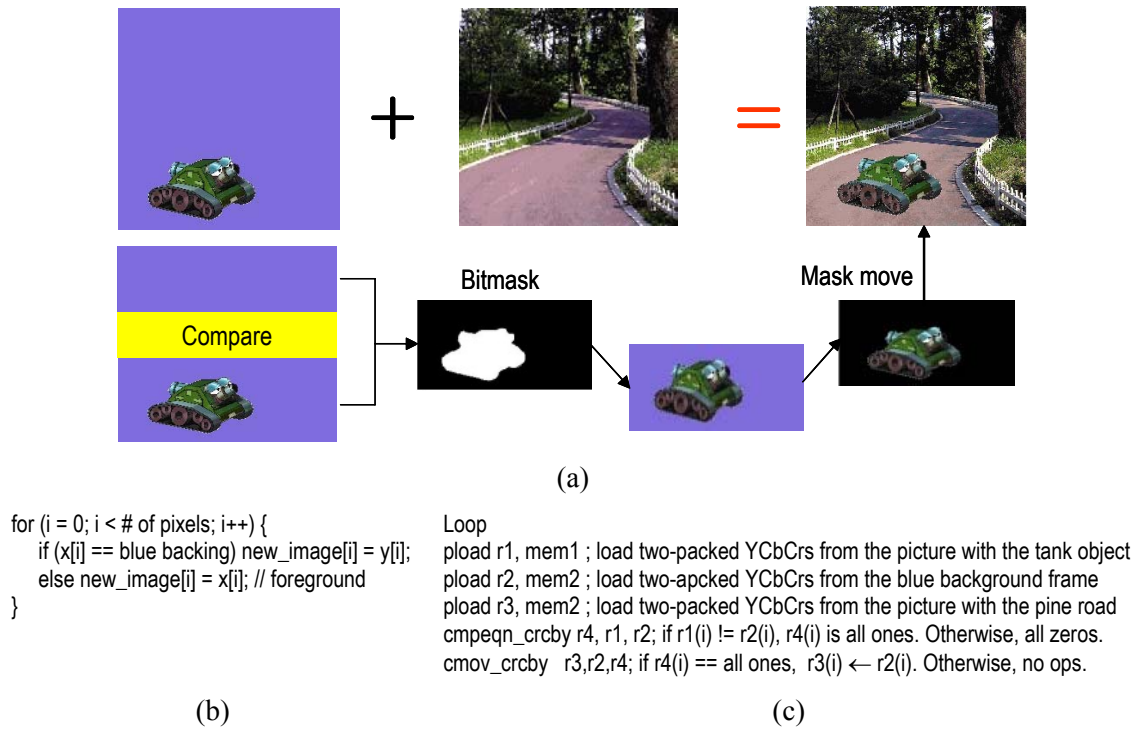 +
=
Compare
Bitmask
Mask move
(a)
for (i = 0; i < # of pixels; i++) {
if (x[i] == blue backing) new_image[i] = y[i];
else new_image[i] = x[i]; // foreground
}
(b)
Loop
pload r1, mem1 ; load two-packed YCbCrs from the picture with the tank object
pload r2, mem2 ; load two-apcked YCbCrs from the blue background frame
pload r3, mem2 ; load two-packed YCbCrs from the picture with the pine road
cmpeqn_crcby r4, r1, r2; if r1(i) != r2(i), r4(i) is all ones. Otherwise, all zeros.
cmov_crcby r3,r2,r4; if r4(i) == all ones, r3(i) ← r2(i). Otherwise, no ops.
(c)